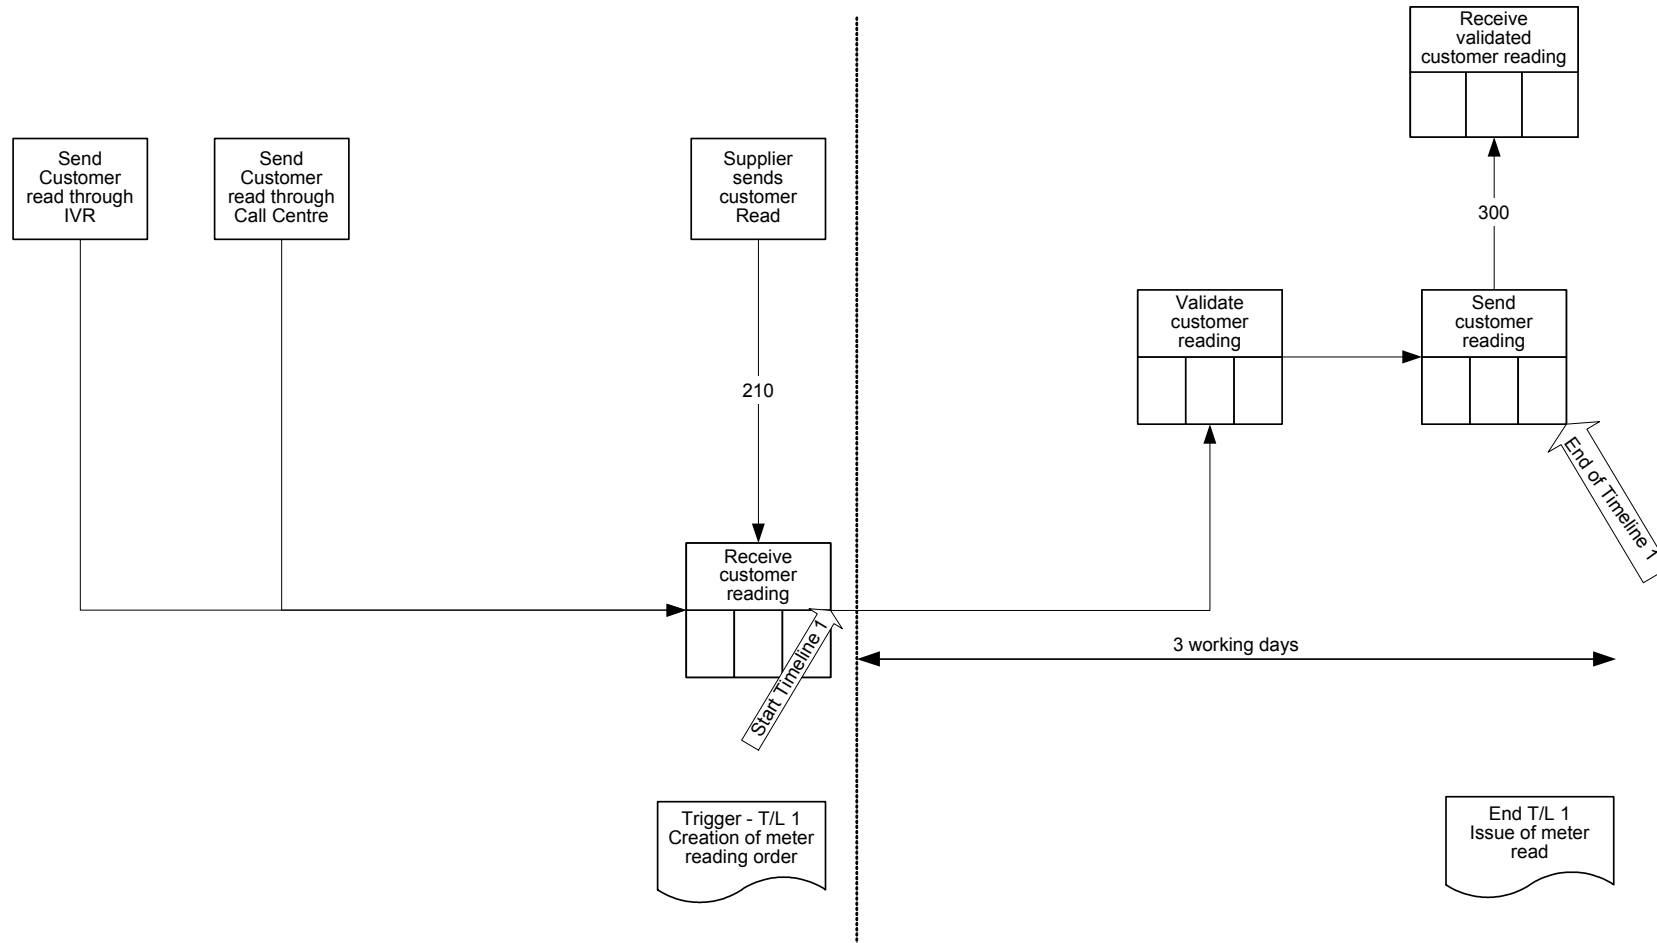 Receive
validated
customer reading
Send
Customer
read through
IVR
Send
Customer
read through
Call Centre
Supplier
sends
customer
Read
300
Validate
customer
reading
Send
customer
reading
210
End of Timeline 1
Receive
customer
reading
Start Timeline 1
3 working days
Trigger - T/L 1
Creation of meter
reading order
End T/L 1
Issue of meter
read